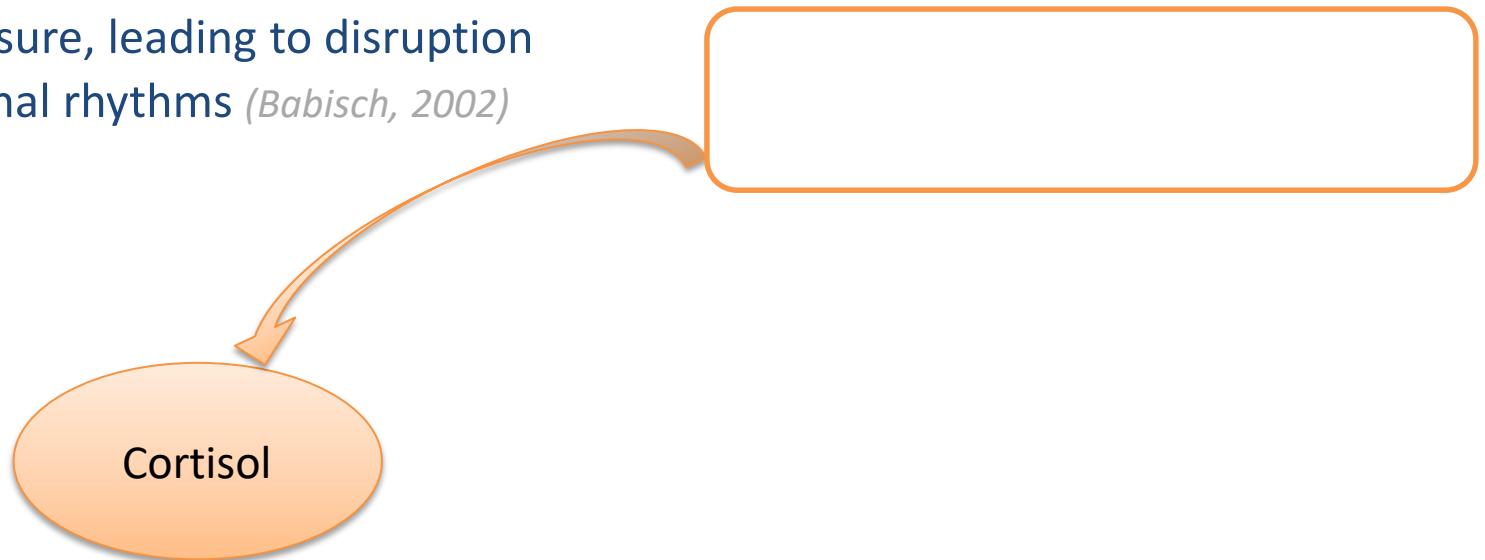 sure, leading to disruption
nal rhythms (Babisch, 2002)
Cortisol